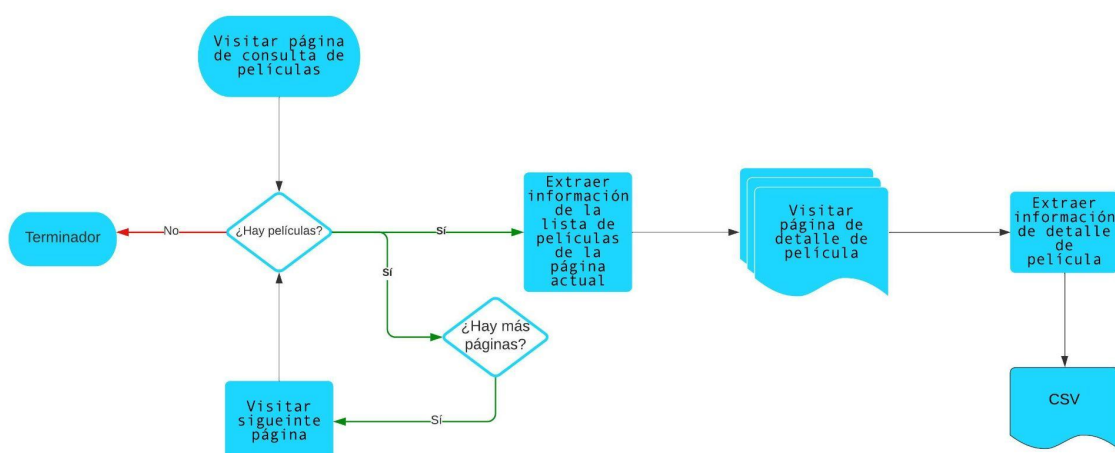 Visitar página
de consulta de
películas
Terminador
No
¿Hay películas?
Sí
Extraer
información
de la
lista de
películas
de la
página
actual
Visitar
página de
detalle de
película
Extraer
información
de detalle
de
película
Sí
¿Hay más
páginas?
Visitar
sigueinte
página
Sí
CSV